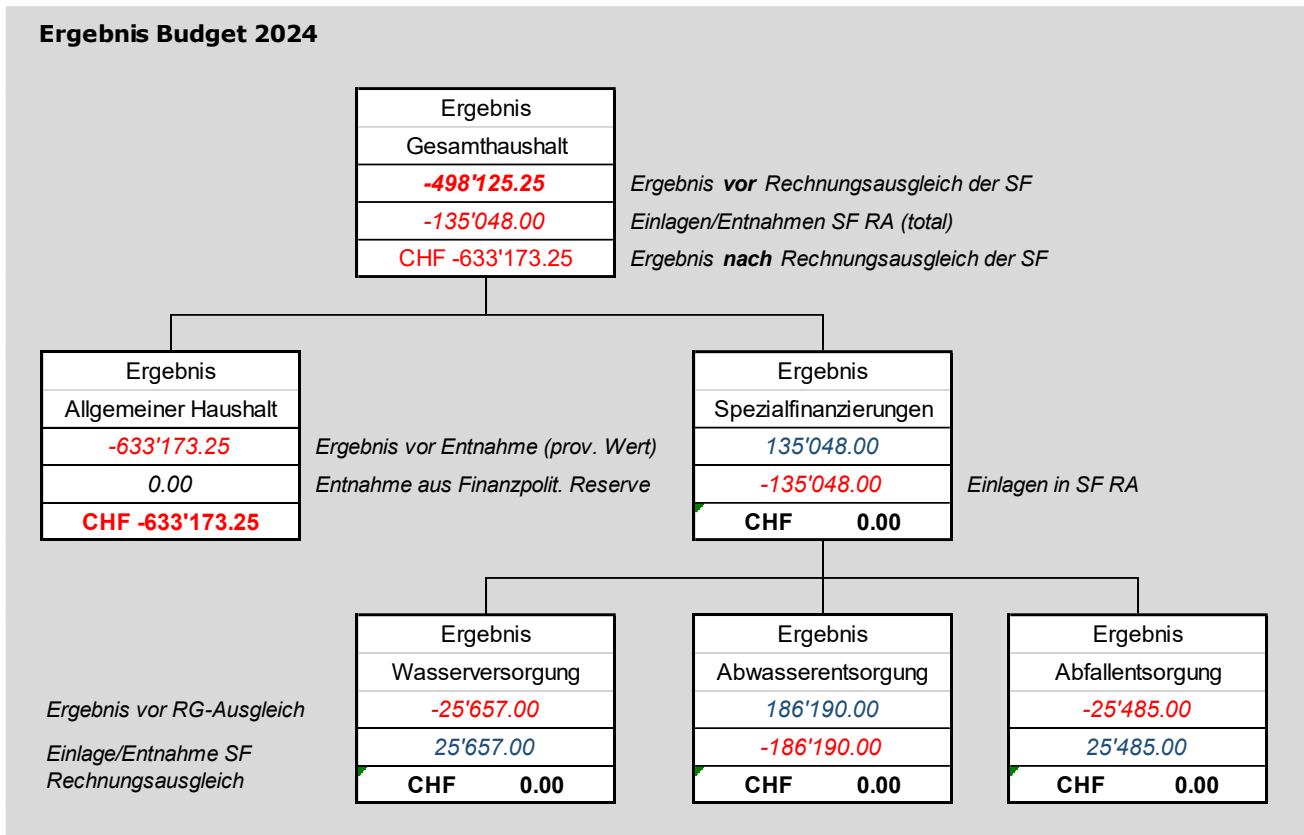 Ergebnis Budget 2024
Ergebnis
Gesamthaushalt
-498'125.25 Ergebnis vor Rechnungsausgleich der SF
-135'048.00 Einlagen/Entnahmen SF RA (total)
CHF -633'173.25 Ergebnis nach Rechnungsausgleich der SF
Ergebnis
Allgemeiner Haushalt
-633'173.25 Ergebnis vor Entnahme (prov. Wert)
0.00 Entnahme aus Finanzpolit. Reserve
CHF -633'173.25
Ergebnis
Spezialfinanzierungen
135'048.00
-135'048.00 Einlagen in SF RA
CHF 0.00
Ergebnis vor RG-Ausgleich
Einlage/Entnahme SF
Rechnungsausgleich
Ergebnis
Wasserversorgung
-25'657.00
25'657.00
CHF 0.00
Ergebnis
Abwasserentsorgung
186'190.00
-186'190.00
CHF 0.00
Ergebnis
Abfallentsorgung
-25'485.00
25'485.00
CHF 0.00